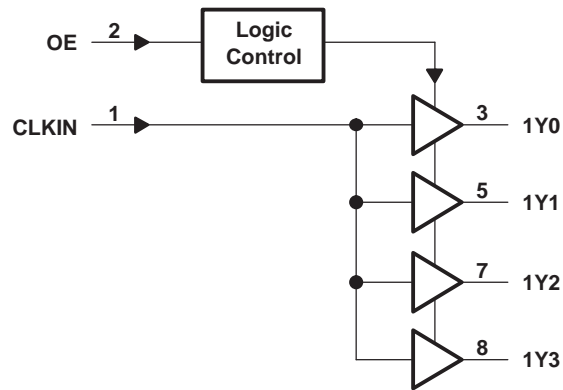 OE 2
Logic
Control
CLKIN 1
3 1Y0
5 1Y1
7 1Y2
8 1Y3